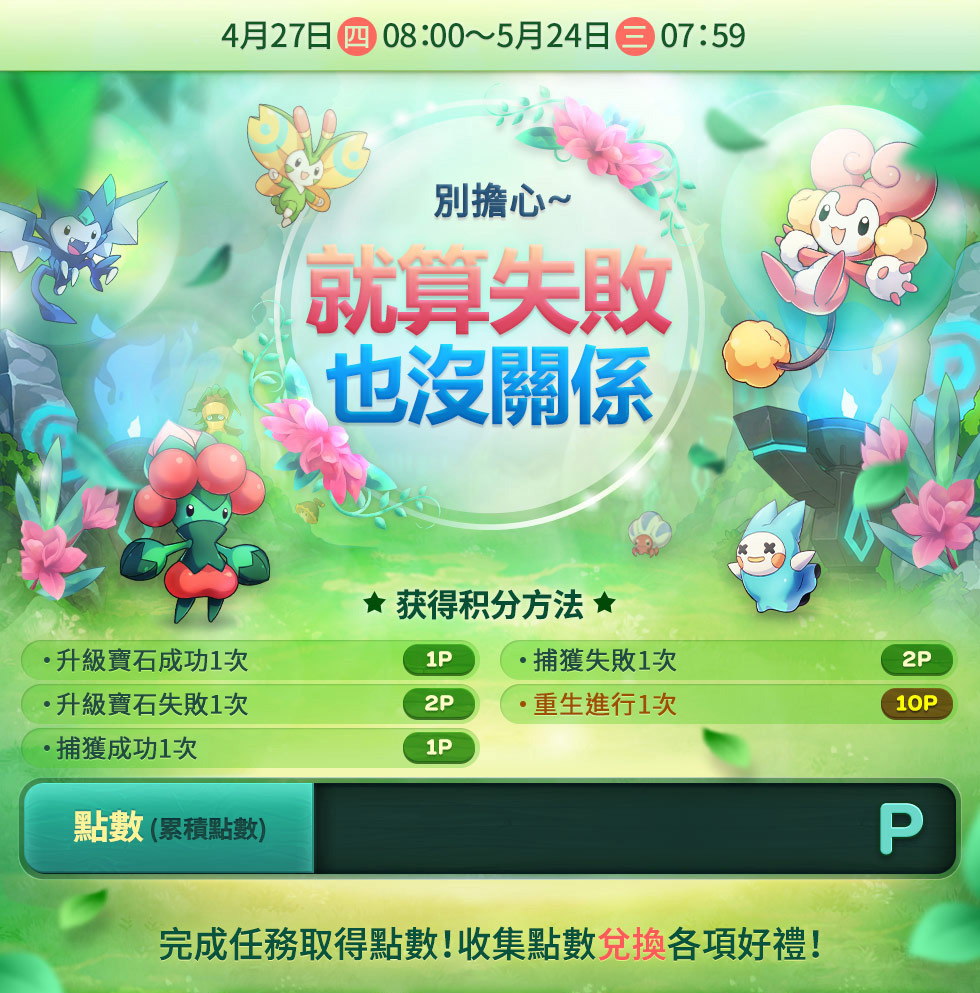 4月27日 四 08:00～5月24日 三 07:59
別擔心~
就算失敗
也沒關係
★ 获得积分方法 ★
·升級寶石成功1次 1P
·捕獲失敗1次 2P
·升級寶石失敗1次 2P
·重生進行1次 10P
·捕獲成功1次 1P
點數 (累積點數) P
完成任務取得點數!收集點數兌換各項好禮!